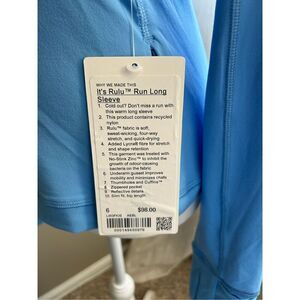 WHY WE MADE THIS
It's Rulu™ Run Long
Sleeve
1. Cold out? Don't miss a run with
this warm long sleeve
2. This product contains recycled
nylon
3. Rulu™ fabric is soft,
sweat-wicking, four-way
stretch, and quick-drying
4. Added Lycra® fibre for stretch
and shape retention
5. This garment was treated with
No-Stink Zinc™ to inhibit the
growth of odour-causing
bacteria on the fabric
6. Underarm gusset improves
mobility and minimizes chafe
7. Thumbholes and Cuffins™
8. Zippered pocket
9. Reflective details
10. Slim fit, hip length
6 $98.00